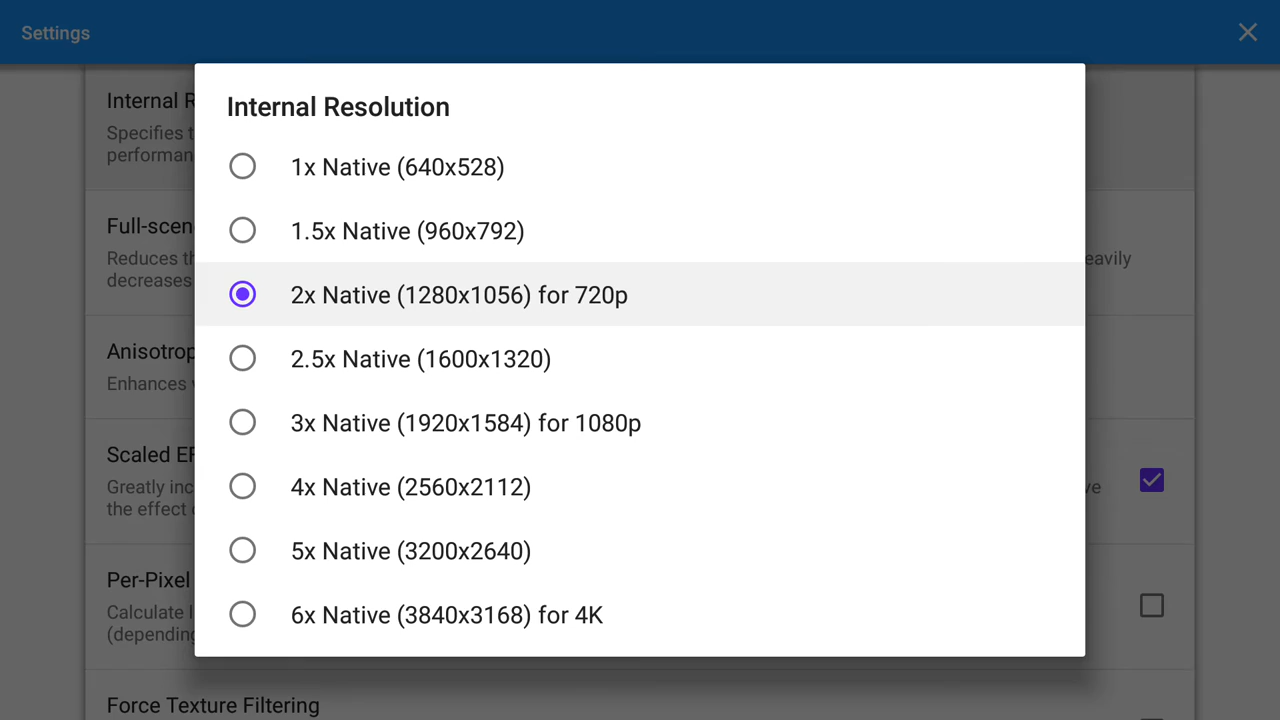 Settings
Internal Resolution
1x Native (640x528)
1.5x Native (960x792)
2x Native (1280x1056) for 720p
2.5x Native (1600x1320)
3x Native (1920x1584) for 1080p
4x Native (2560x2112)
5x Native (3200x2640)
6x Native (3840x3168) for 4K
Internal R
Specifies t
performan
Full-scen
Reduces th
eavily
decreases
Anisotrop
Enhances
Scaled EF
Greatly inc
ve
the effect
Per-Pixel
Calculate l
(depending
Force Texture Filtering